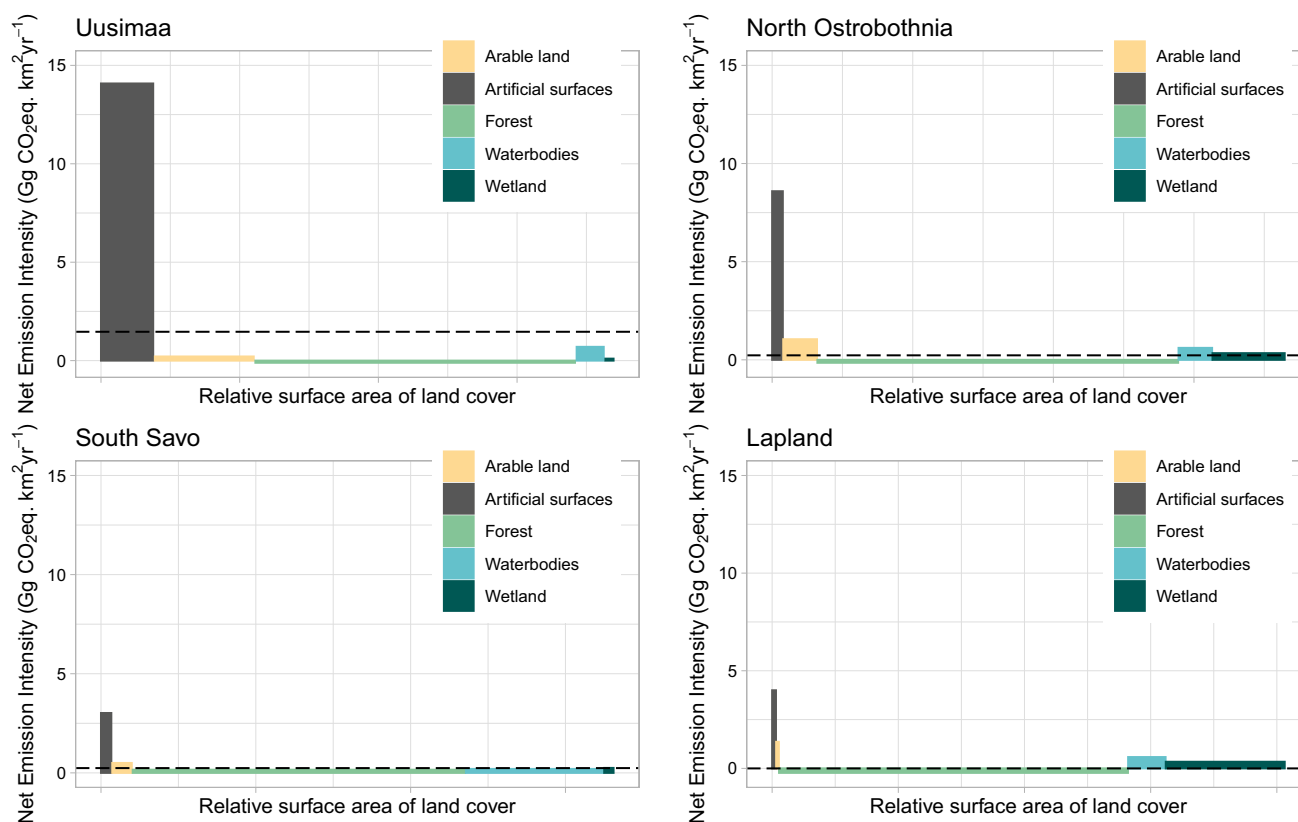 Uusimaa
Net Emission Intensity (Gg CO₂eq. km²yr⁻¹)
15
10
5
0
Arable land
Artificial surfaces
Forest
Waterbodies
Wetland
Relative surface area of land cover
North Ostrobothnia
Net Emission Intensity (Gg CO₂eq. km²yr⁻¹)
15
10
5
0
Arable land
Artificial surfaces
Forest
Waterbodies
Wetland
Relative surface area of land cover
South Savo
Net Emission Intensity (Gg CO₂eq. km²yr⁻¹)
15
10
5
0
Arable land
Artificial surfaces
Forest
Waterbodies
Wetland
Relative surface area of land cover
Lapland
Net Emission Intensity (Gg CO₂eq. km²yr⁻¹)
15
10
5
0
Arable land
Artificial surfaces
Forest
Waterbodies
Wetland
Relative surface area of land cover